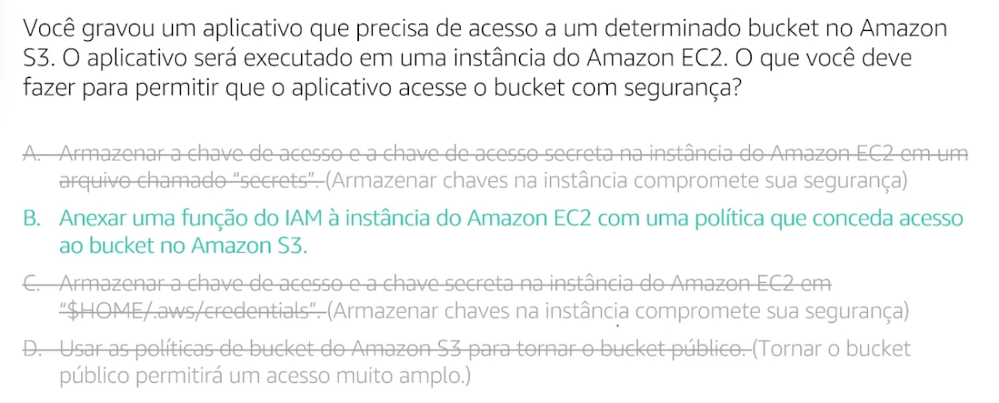 Você gravou um aplicativo que precisa de acesso a um determinado bucket no Amazon
S3. O aplicativo será executado em uma instância do Amazon EC2. O que você deve
fazer para permitir que o aplicativo acesse o bucket com segurança?
A. Armazenar a chave de acesso e a chave de acesso secreta na instância do Amazon EC2 em um
arquivo chamado “secrets”. (Armazenar chaves na instância compromete sua segurança)
B. Anexar uma função do IAM à instância do Amazon EC2 com uma política que conceda acesso
ao bucket no Amazon S3.
C. Armazenar a chave de acesso e a chave secreta na instância do Amazon EC2 em
“$HOME/.aws/credentials”. (Armazenar chaves na instância compromete sua segurança)
D. Usar as políticas de bucket do Amazon S3 para tornar o bucket público. (Tornar o bucket
público permitirá um acesso muito amplo.)